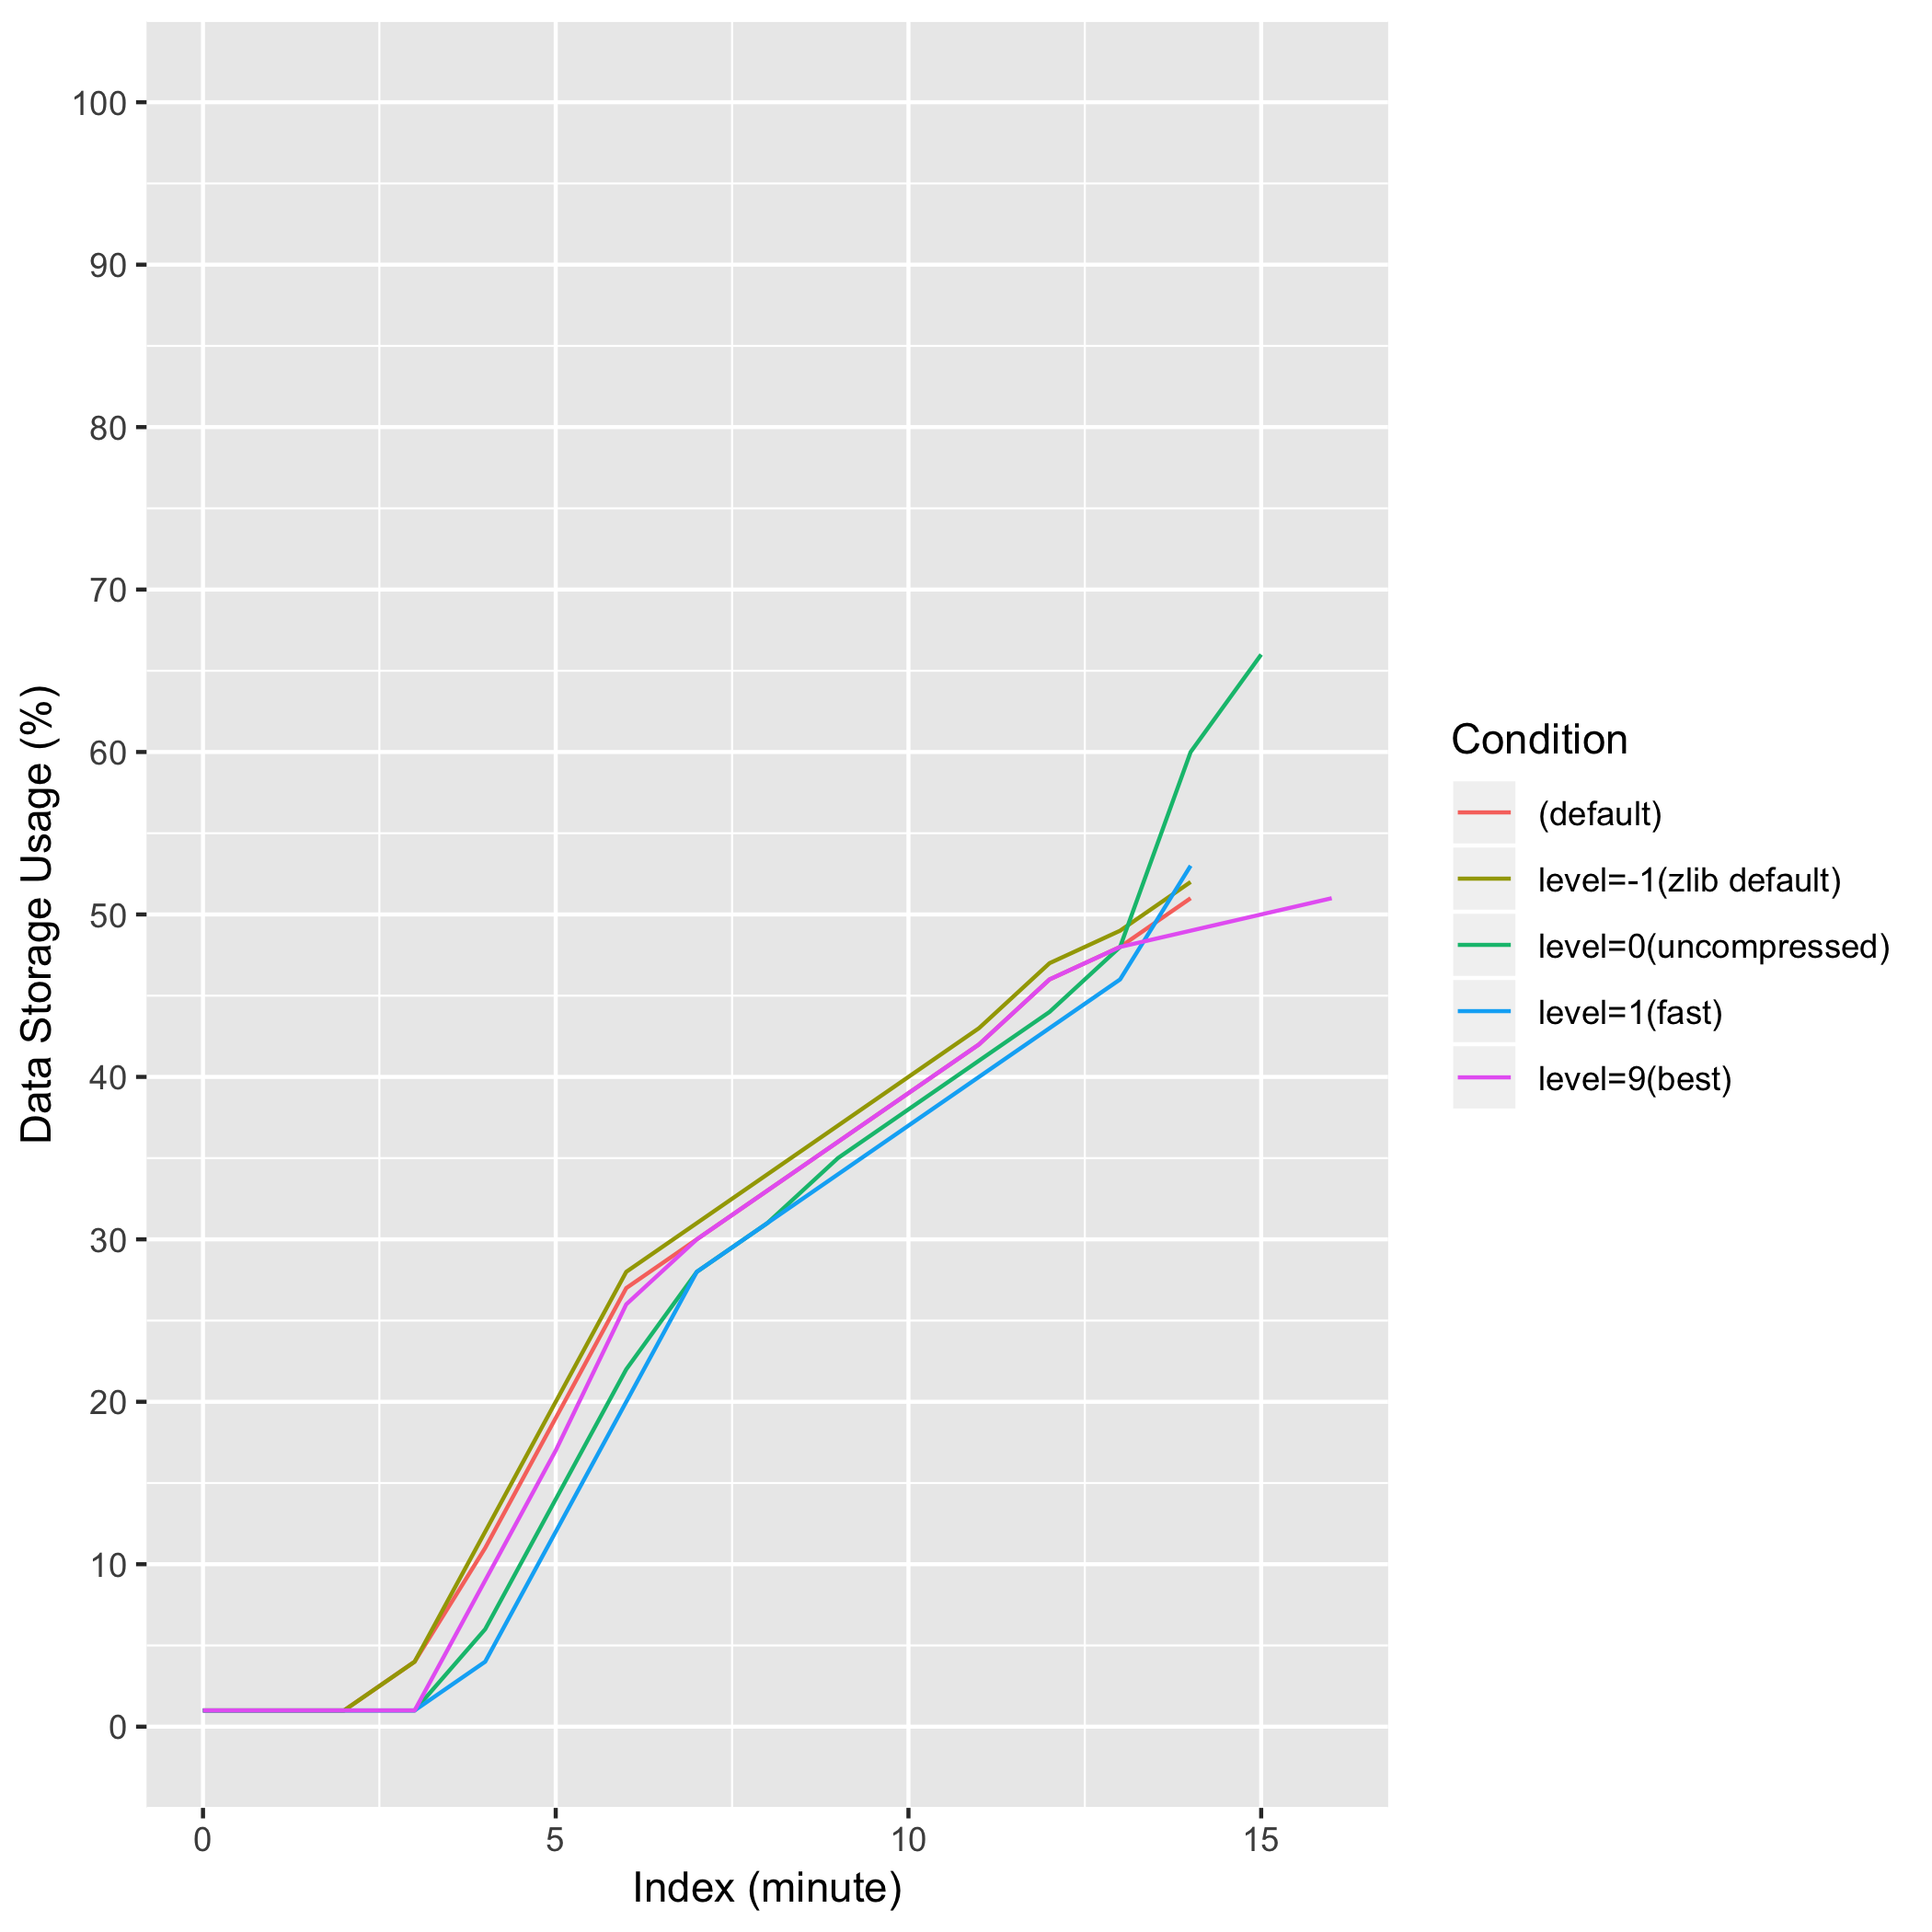 100
90
80
70
60
50
40
30
20
10
0
Data Storage Usage (%)
0 5 10 15
Index (minute)
Condition
(default)
level=-1(zlib default)
level=0(uncompressed)
level=1(fast)
level=9(best)